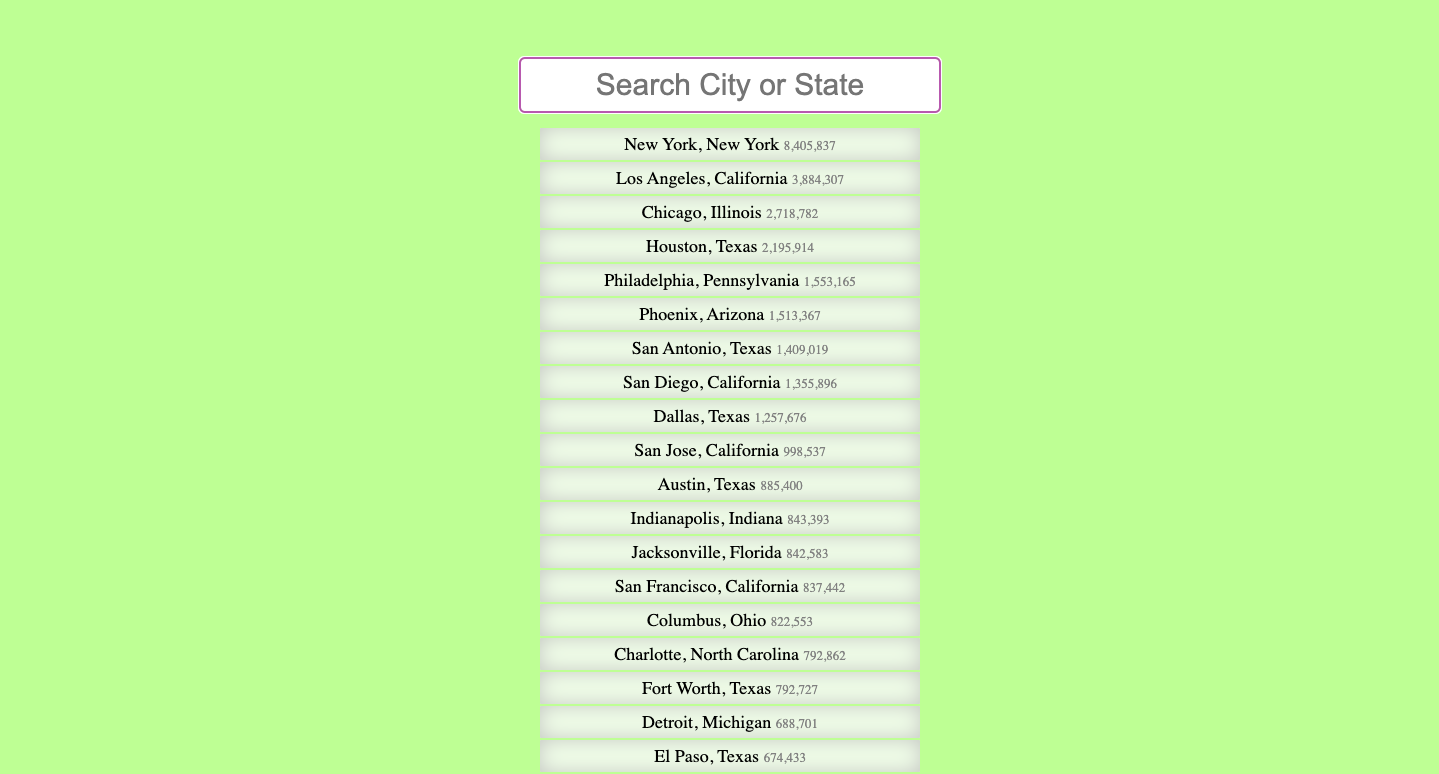 Search City or State
New York, New York 8,405,837
Los Angeles, California 3,884,307
Chicago, Illinois 2,718,782
Houston, Texas 2,195,914
Philadelphia, Pennsylvania 1,553,165
Phoenix, Arizona 1,513,367
San Antonio, Texas 1,409,019
San Diego, California 1,355,896
Dallas, Texas 1,257,676
San Jose, California 998,537
Austin, Texas 885,400
Indianapolis, Indiana 843,393
Jacksonville, Florida 842,583
San Francisco, California 837,442
Columbus, Ohio 822,553
Charlotte, North Carolina 792,862
Fort Worth, Texas 792,727
Detroit, Michigan 688,701
El Paso, Texas 674,433